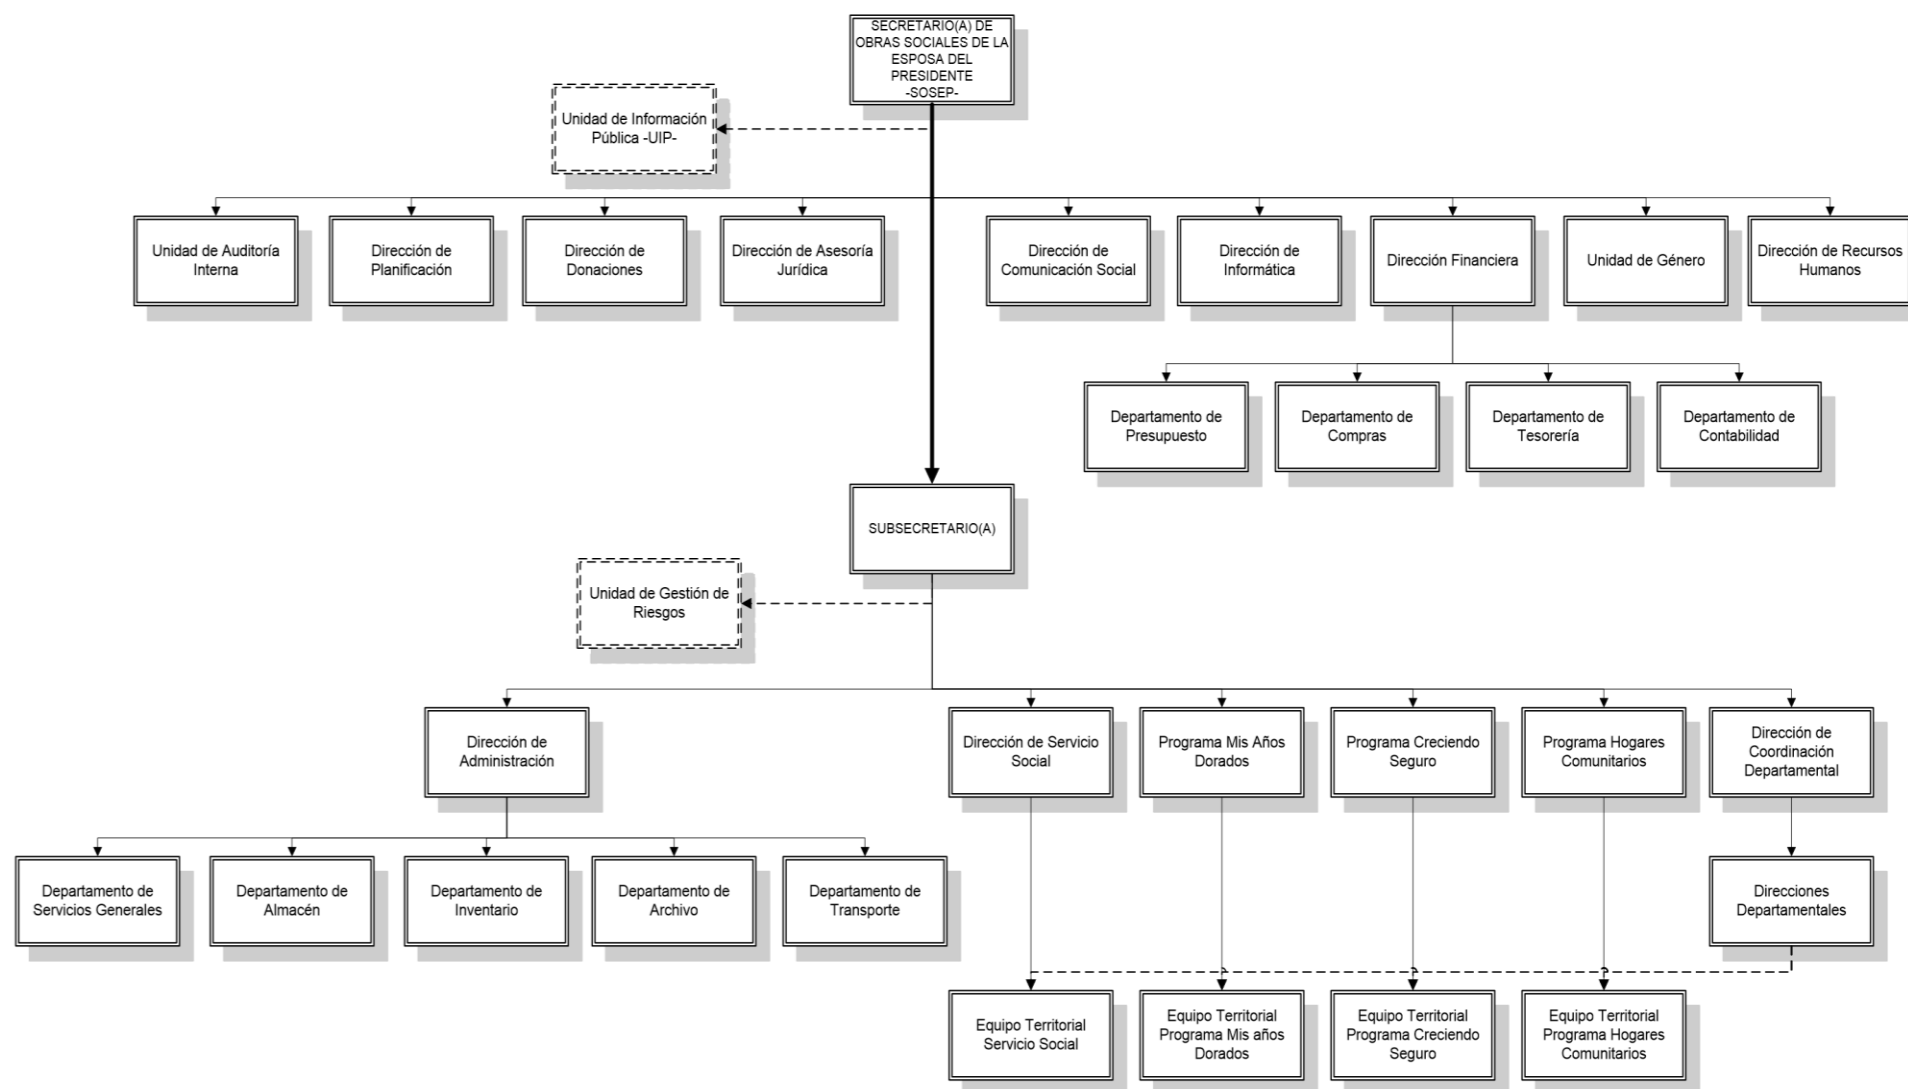 SECRETARIO(A) DE
OBRAS SOCIALES DE LA
ESPOSA DEL
PRESIDENTE
-SOSEP-
Unidad de Información
Pública -UIP-
Unidad de Auditoría
Interna
Dirección de
Planificación
Dirección de
Donaciones
Dirección de Asesoría
Jurídica
Dirección de
Comunicación Social
Dirección de
Informática
Dirección Financiera
Unidad de Género
Dirección de Recursos
Humanos
Departamento de
Presupuesto
Departamento de
Compras
Departamento de
Tesorería
Departamento de
Contabilidad
SUBSECRETARIO(A)
Unidad de Gestión de
Riesgos
Dirección de
Administración
Dirección de Servicio
Social
Programa Mis Años
Dorados
Programa Creciendo
Seguro
Programa Hogares
Comunitarios
Dirección de
Coordinación
Departamental
Departamento de
Servicios Generales
Departamento de
Almacén
Departamento de
Inventario
Departamento de
Archivo
Departamento de
Transporte
Direcciones
Departamentales
Equipo Territorial
Servicio Social
Equipo Territorial
Programa Mis años
Dorados
Equipo Territorial
Programa Creciendo
Seguro
Equipo Territorial
Programa Hogares
Comunitarios